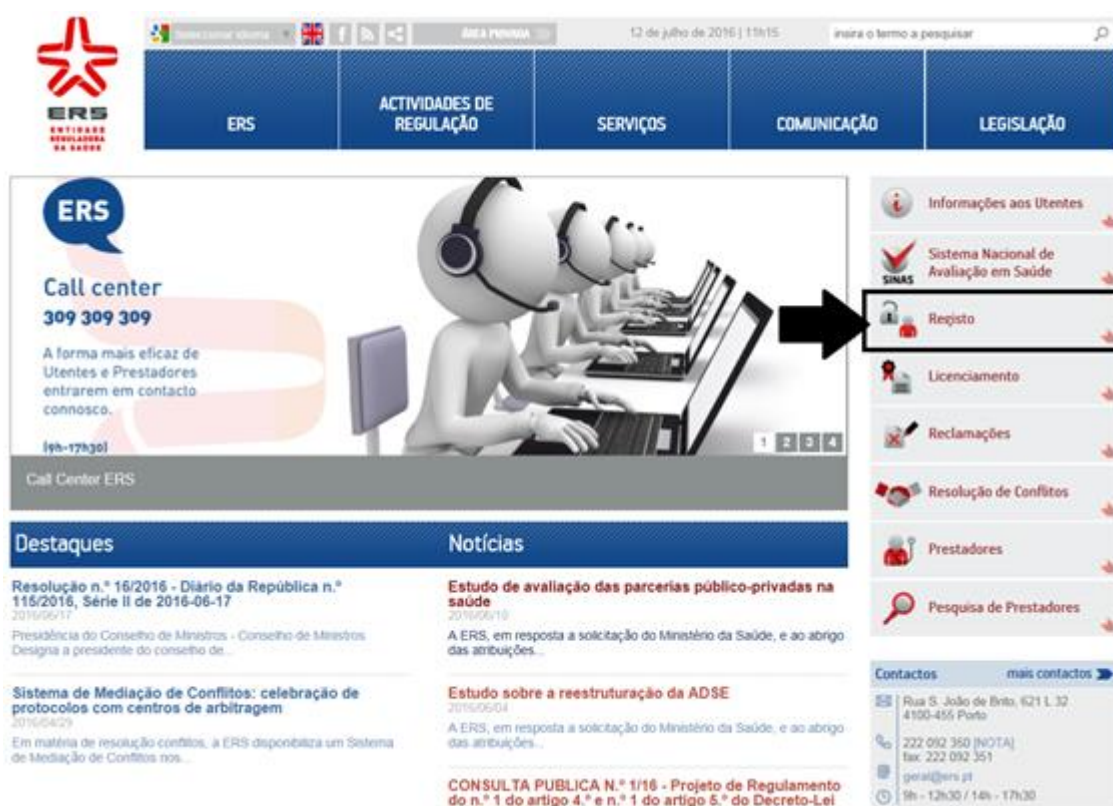 ERS
ENTIDADE
REGULADORA
DA SAÚDE
Seleccionar idioma
ÁREA PRIVADA
12 de julho de 2016 | 11h15
insira o termo a pesquisar
ERS
ACTIVIDADES DE
REGULAÇÃO
SERVIÇOS
COMUNICAÇÃO
LEGISLAÇÃO
ERS
Call center
309 309 309
A forma mais eficaz de
Utentes e Prestadores
entrarem em contacto
connosco.
[9h-17h30]
1 2 3 4
Call Center ERS
Informações aos Utentes
SINAS
Sistema Nacional de
Avaliação em Saúde
Registo
Licenciamento
Reclamações
Resolução de Conflitos
Prestadores
Pesquisa de Prestadores
Destaques
Resolução n.º 16/2016 - Diário da República n.º
115/2016, Série II de 2016-06-17
2016/06/17
Presidência do Conselho de Ministros - Conselho de Ministros
Designa a presidente do conselho de...
Sistema de Mediação de Conflitos: celebração de
protocolos com centros de arbitragem
2016/04/29
Em matéria de resolução conflitos, a ERS disponibiliza um Sistema
de Mediação de Conflitos nos...
Notícias
Estudo de avaliação das parcerias público-privadas na
saúde
A ERS, em resposta a solicitação do Ministério da Saúde, e ao abrigo
das atribuições...
Estudo sobre a reestruturação da ADSE
2016/06/04
A ERS, em resposta a solicitação do Ministério da Saúde, e ao abrigo
das atribuições...
CONSULTA PUBLICA N.º 1/16 - Projeto de Regulamento
do n.º 1 do artigo 4.º e n.º 1 do artigo 5.º do Decreto-Lei
Contactos
mais contactos
Rua S. João de Brito, 621 L 32
4100-455 Porto
222 092 350 [NOTA]
fax: 222 092 351
geral@ers.pt
9h - 12h30 / 14h - 17h30